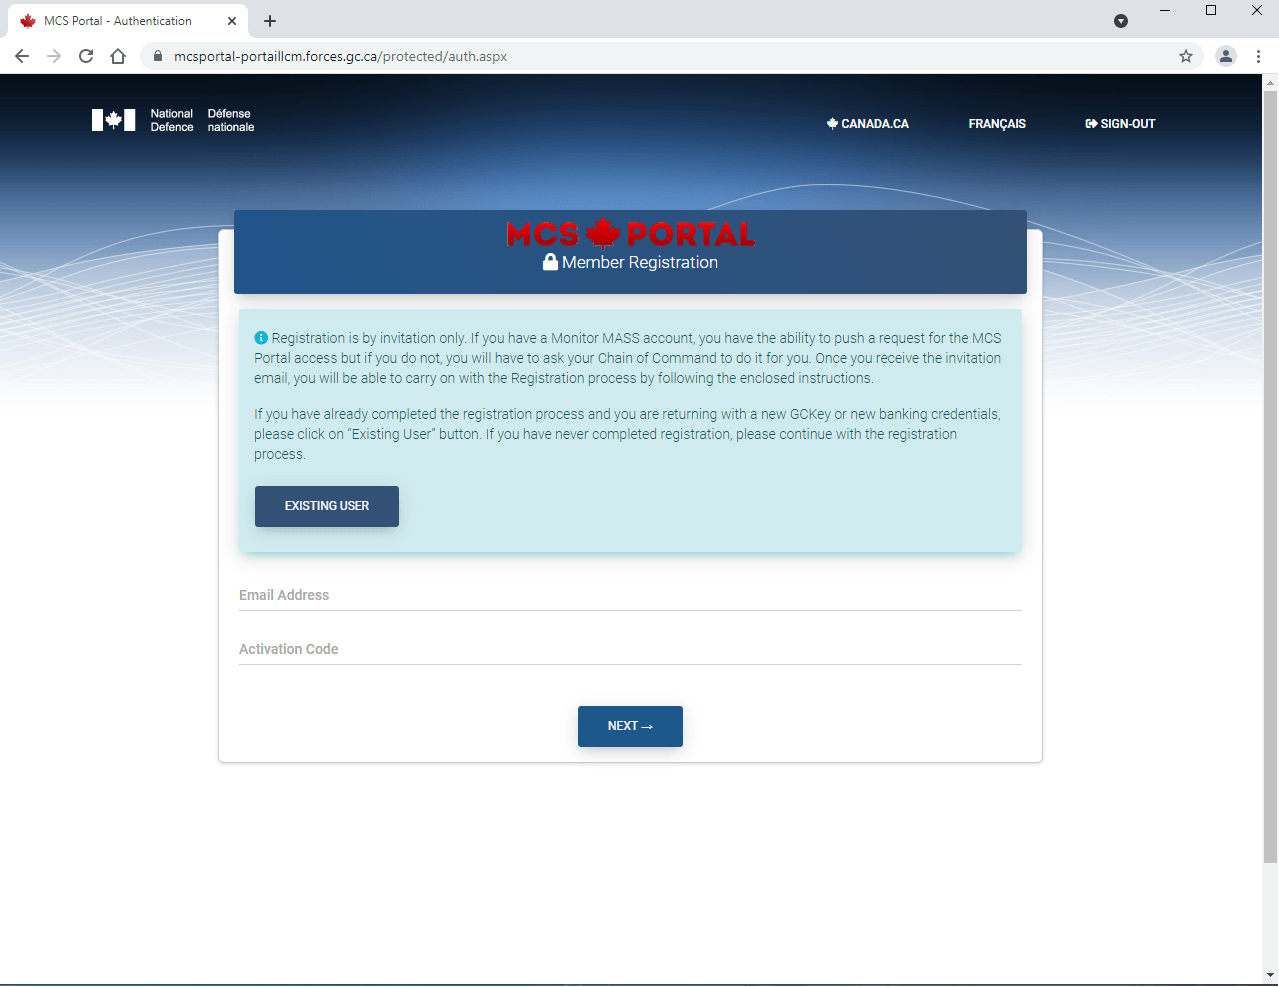 MCS Portal - Authentication
mcsportal-portaillcm.forces.gc.ca/protected/auth.aspx
National Défense
Defence nationale
CANADA.CA FRANÇAIS SIGN-OUT
MCS PORTAL
Member Registration
Registration is by invitation only. If you have a Monitor MASS account, you have the ability to push a request for the MCS
Portal access but if you do not, you will have to ask your Chain of Command to do it for you. Once you receive the invitation
email, you will be able to carry on with the Registration process by following the enclosed instructions.
If you have already completed the registration process and you are returning with a new GCKey or new banking credentials,
please click on “Existing User” button. If you have never completed registration, please continue with the registration
process.
EXISTING USER
Email Address
Activation Code
NEXT →